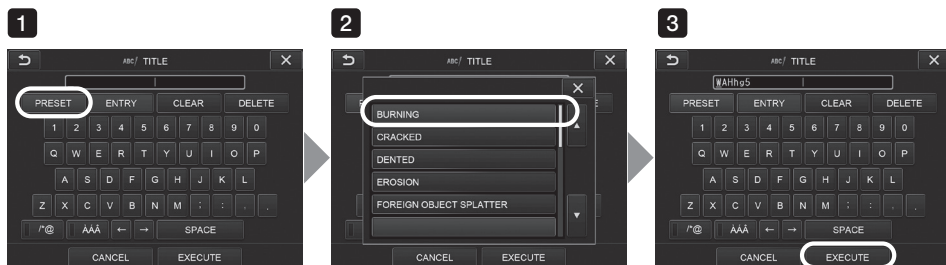 1
ABC/ TITLE
PRESET ENTRY CLEAR DELETE
1 2 3 4 5 6 7 8 9 0
Q W E R T Y U I O P
A S D F G H J K L
Z X C V B N M ; : , .
/*@ ÀÁÂ ← → SPACE
CANCEL EXECUTE
2
ABC/ TITLE
BURNING
CRACKED
DENTED
EROSION
FOREIGN OBJECT SPLATTER
CANCEL EXECUTE
3
ABC/ TITLE
WAHhg5
PRESET ENTRY CLEAR DELETE
1 2 3 4 5 6 7 8 9 0
Q W E R T Y U I O P
A S D F G H J K L
Z X C V B N M ; : , .
/*@ ÀÁÂ ← → SPACE
CANCEL EXECUTE